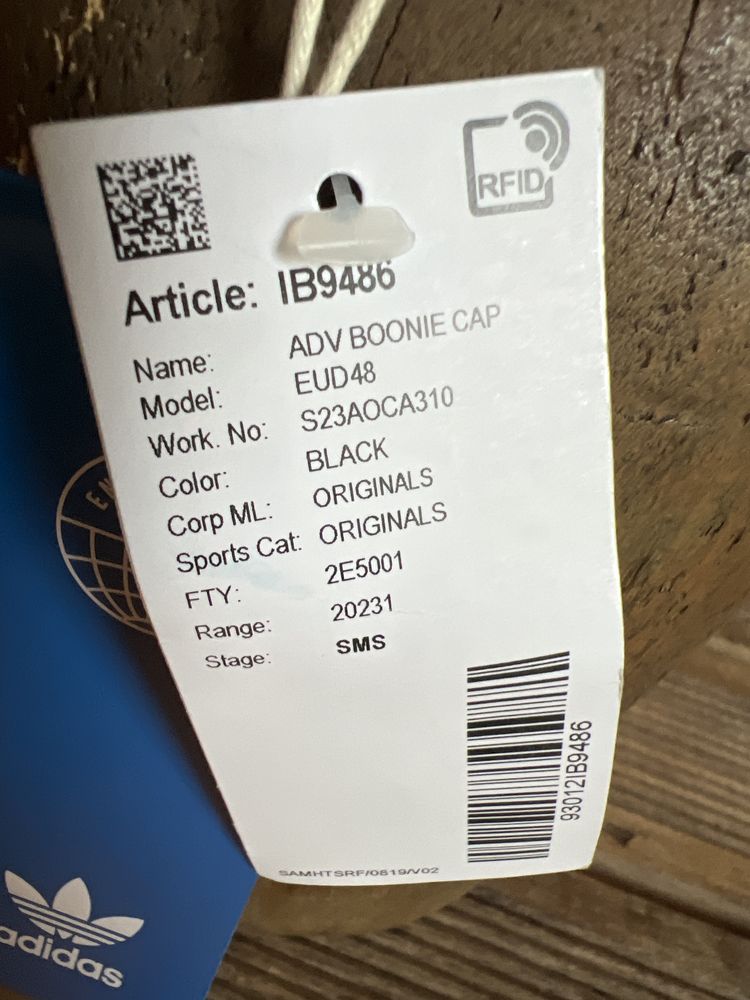 RFID
Article: IB9486
Name: ADV BOONIE CAP
Model: EUD48
Work. No: S23AOCA310
Color: BLACK
Corp ML: ORIGINALS
Sports Cat: ORIGINALS
FTY: 2E5001
Range: 20231
Stage: SMS
93012IB9486
SAMHTSRF/0819/V02
adidas